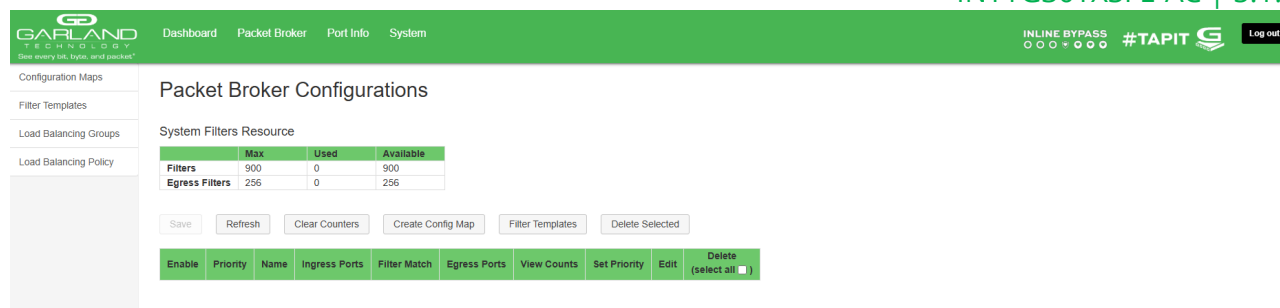 GARLAND
TECHNOLOGY
See every bit, byte, and packet®
Dashboard Packet Broker Port Info System
INLINE BYPASS
#TAPIT
Log out
Configuration Maps
Filter Templates
Load Balancing Groups
Load Balancing Policy
Packet Broker Configurations
System Filters Resource
Max Used Available
Filters 900 0 900
Egress Filters 256 0 256
Save Refresh Clear Counters Create Config Map Filter Templates Delete Selected
Enable Priority Name Ingress Ports Filter Match Egress Ports View Counts Set Priority Edit Delete
(select all )